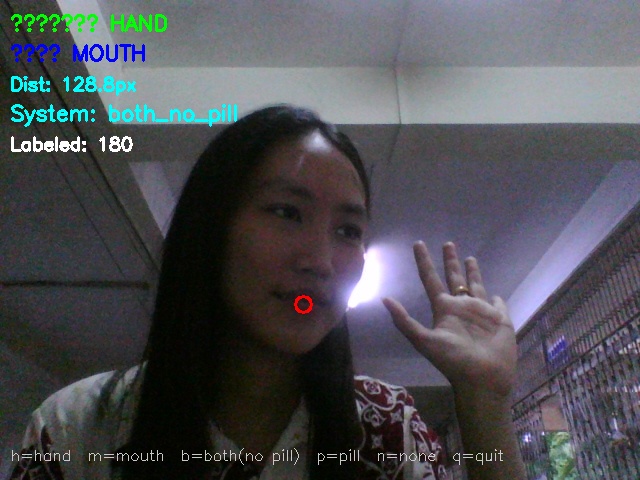 ??????? HAND
???? MOUTH
Dist: 128.8px
System: both_no_pill
Labeled: 180
h=hand m=mouth b=both(no pill) p=pill n=none q=quit